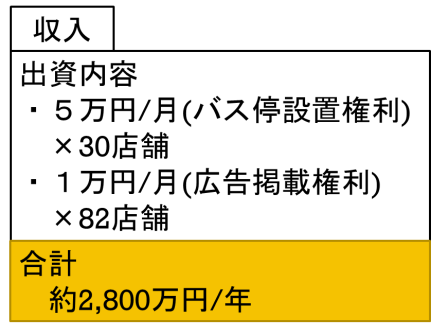 収入
出資内容
・５万円/月(バス停設置権利)
×30店舗
・１万円/月(広告掲載権利)
×82店舗
合計
約2,800万円/年